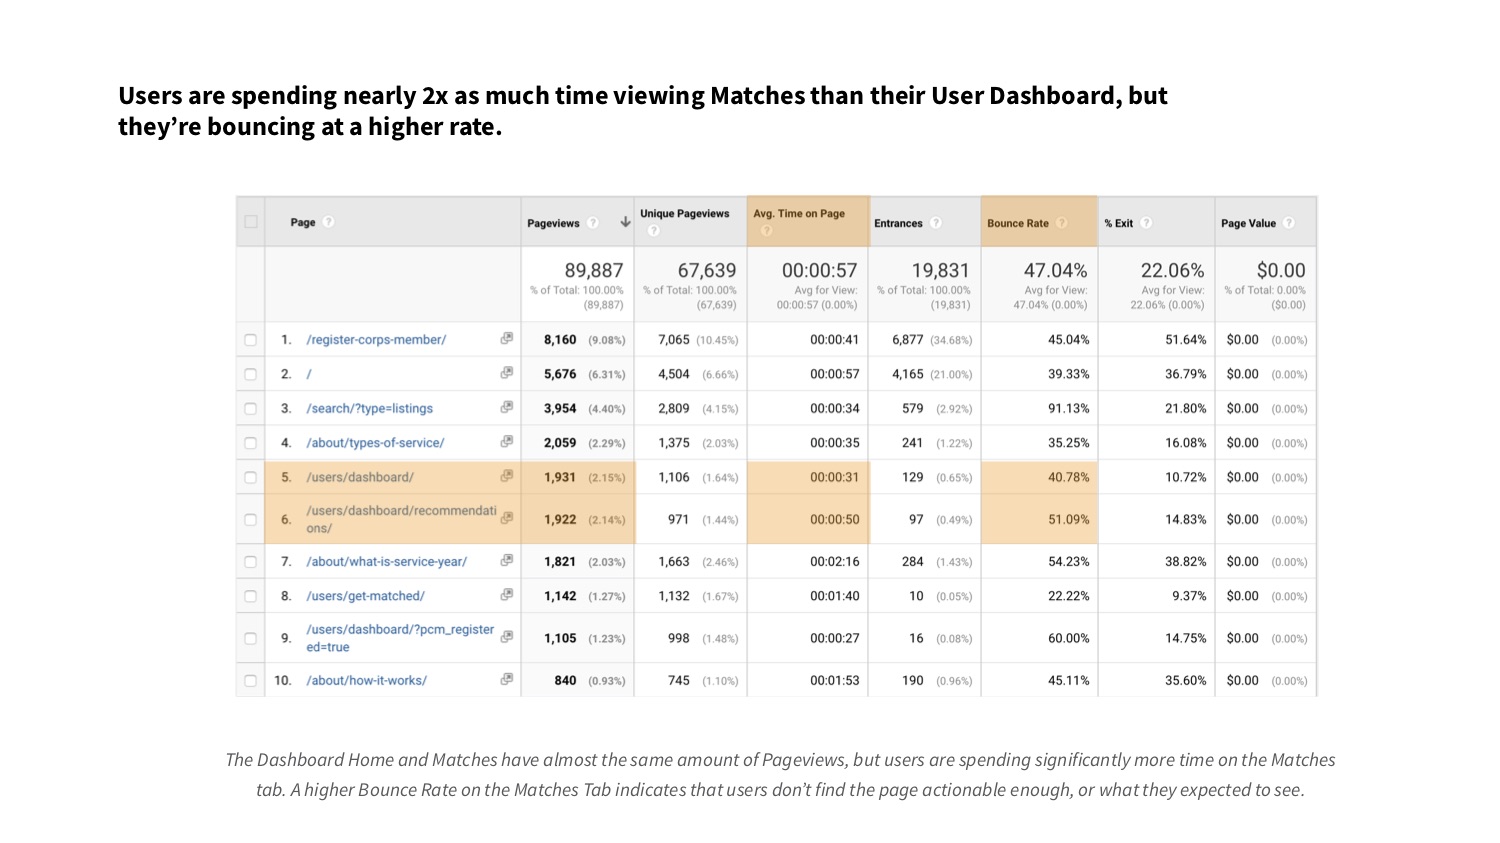 Users are spending nearly 2x as much time viewing Matches than their User Dashboard, but
they're bouncing at a higher rate.
Page ? Pageviews ? Unique Pageviews ? Avg. Time on Page ? Entrances ? Bounce Rate ? % Exit ? Page Value ?
89,887 67,639 00:00:57 19,831 47.04% 22.06% $0.00
% of Total: 100.00% % of Total: 100.00% Avg for View: % of Total: 100.00% Avg for View: Avg for View: % of Total: 0.00%
(89,887) (67,639) 00:00:57 (0.00%) (19,831) 47.04% (0.00%) 22.06% (0.00%) ($0.00)
1. /register-corps-member/ 8,160 (9.08%) 7,065 (10.45%) 00:00:41 6,877 (34.68%) 45.04% 51.64% $0.00 (0.00%)
2. / 5,676 (6.31%) 4,504 (6.66%) 00:00:57 4,165 (21.00%) 39.33% 36.79% $0.00 (0.00%)
3. /search/?type=listings 3,954 (4.40%) 2,809 (4.15%) 00:00:34 579 (2.92%) 91.13% 21.80% $0.00 (0.00%)
4. /about/types-of-service/ 2,059 (2.29%) 1,375 (2.03%) 00:00:35 241 (1.22%) 35.25% 16.08% $0.00 (0.00%)
5. /users/dashboard/ 1,931 (2.15%) 1,106 (1.64%) 00:00:31 129 (0.65%) 40.78% 10.72% $0.00 (0.00%)
6. /users/dashboard/recommendati
ons/ 1,922 (2.14%) 971 (1.44%) 00:00:50 97 (0.49%) 51.09% 14.83% $0.00 (0.00%)
7. /about/what-is-service-year/ 1,821 (2.03%) 1,663 (2.46%) 00:02:16 284 (1.43%) 54.23% 38.82% $0.00 (0.00%)
8. /users/get-matched/ 1,142 (1.27%) 1,132 (1.67%) 00:01:40 10 (0.05%) 22.22% 9.37% $0.00 (0.00%)
9. /users/dashboard/?pcm_register
ed=true 1,105 (1.23%) 998 (1.48%) 00:00:27 16 (0.08%) 60.00% 14.75% $0.00 (0.00%)
10. /about/how-it-works/ 840 (0.93%) 745 (1.10%) 00:01:53 190 (0.96%) 45.11% 35.60% $0.00 (0.00%)
The Dashboard Home and Matches have almost the same amount of Pageviews, but users are spending significantly more time on the Matches
tab. A higher Bounce Rate on the Matches Tab indicates that users don't find the page actionable enough, or what they expected to see.